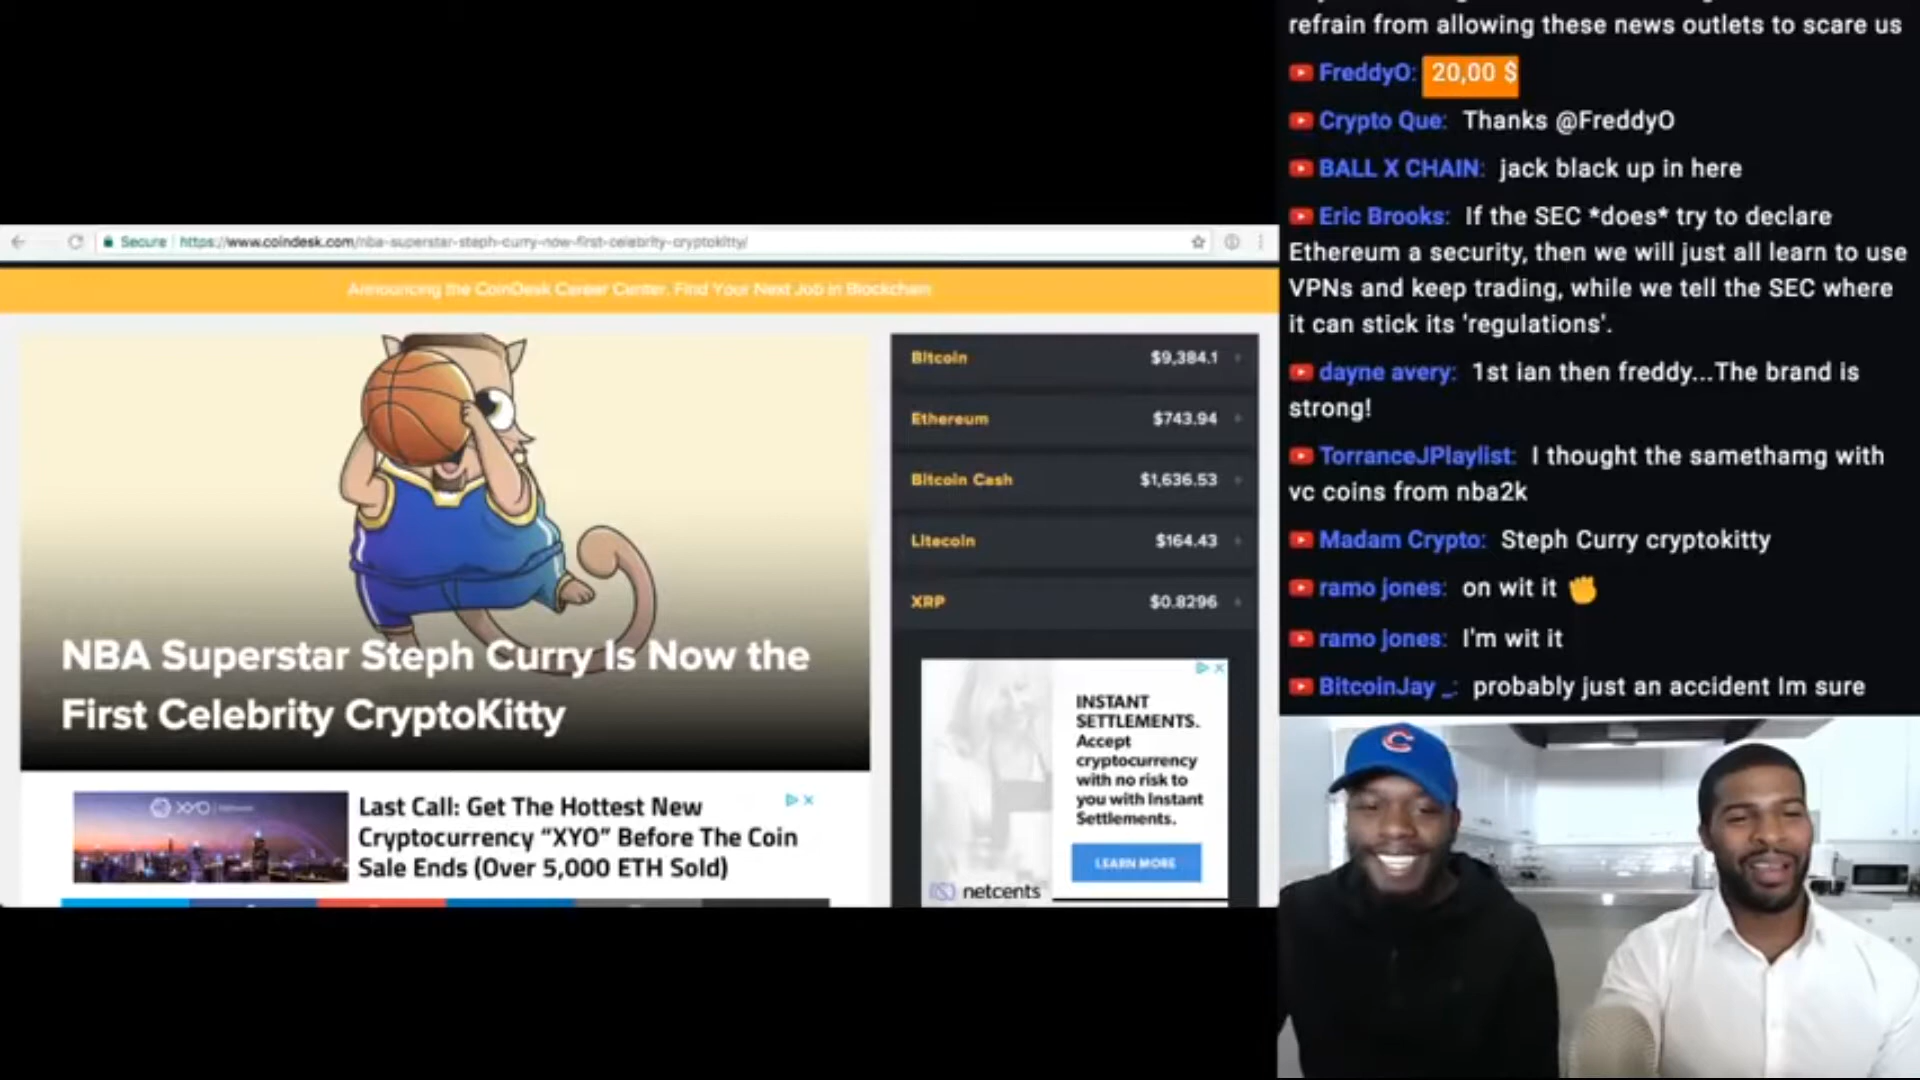 Secure https://www.coindesk.com/nba-superstar-steph-curry-now-first-celebrity-cryptokitty/
Announcing the CoinDesk Career Center. Find Your Next Job in Blockchain
NBA Superstar Steph Curry Is Now the
First Celebrity CryptoKitty
XYO
Last Call: Get The Hottest New
Cryptocurrency “XYO” Before The Coin
Sale Ends (Over 5,000 ETH Sold)
Bitcoin $9,384.1
Ethereum $743.94
Bitcoin Cash $1,636.53
Litecoin $164.43
XRP $0.8296
INSTANT
SETTLEMENTS.
Accept
cryptocurrency
with no risk to
you with Instant
Settlements.
LEARN MORE
netcents
refrain from allowing these news outlets to scare us
FreddyO: 20,00 $
Crypto Que: Thanks @FreddyO
BALL X CHAIN: jack black up in here
Eric Brooks: If the SEC *does* try to declare
Ethereum a security, then we will just all learn to use
VPNs and keep trading, while we tell the SEC where
it can stick its 'regulations'.
dayne avery: 1st ian then freddy...The brand is
strong!
TorranceJPlaylist: I thought the samethamg with
vc coins from nba2k
Madam Crypto: Steph Curry cryptokitty
ramo jones: on wit it ✊
ramo jones: I'm wit it
BitcoinJay _: probably just an accident Im sure
C